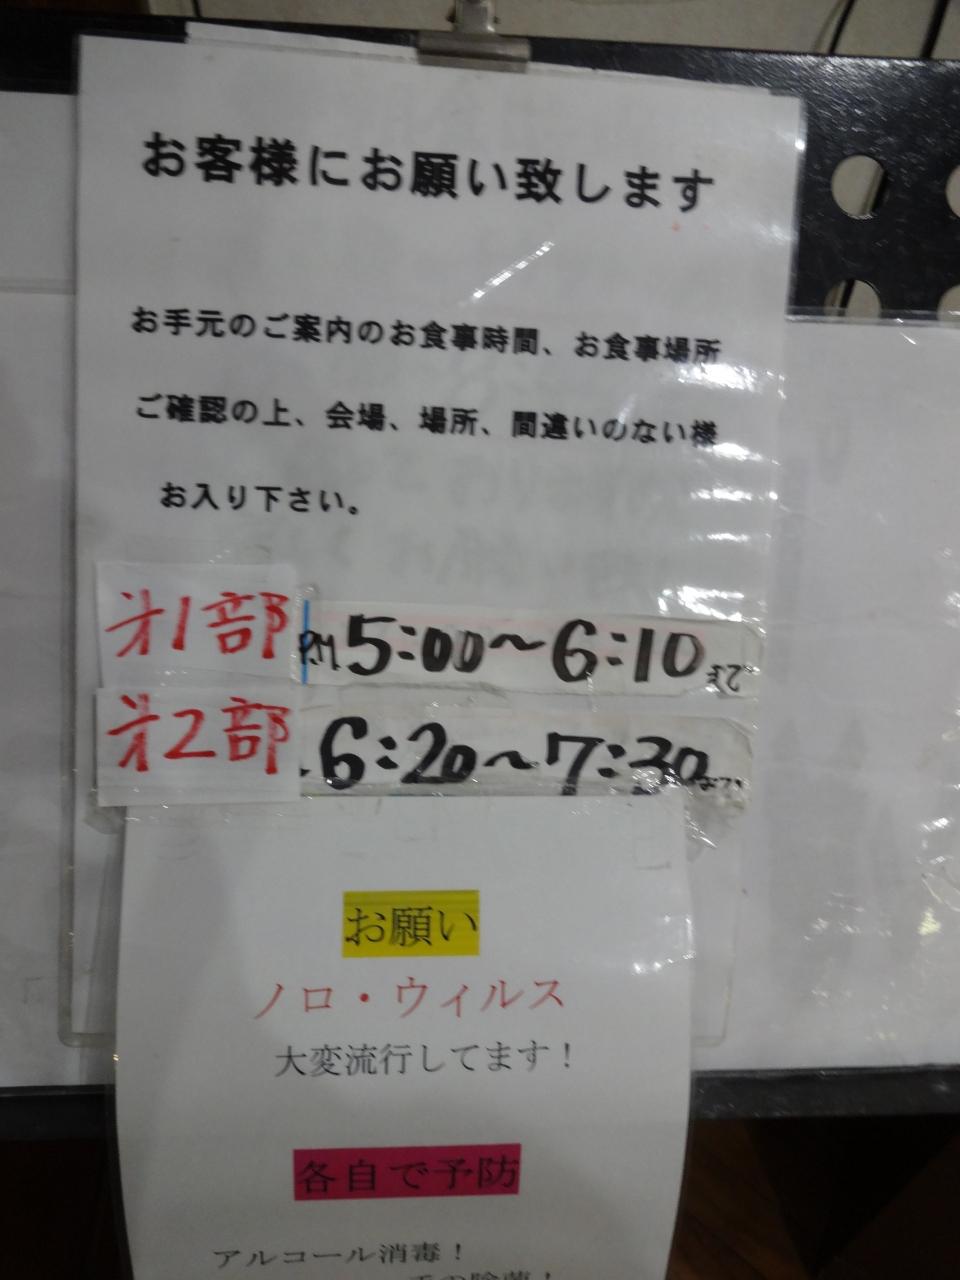 お客様にお願い致します
お手元のご案内のお食事時間、お食事場所
ご確認の上、会場、場所、間違いのない様
お入り下さい。
才1部 PM 5:00～6:10まで
才2部 6:20～7:30
お願い
ノロ・ウィルス
大変流行してます！
各自で予防
アルコール消毒！